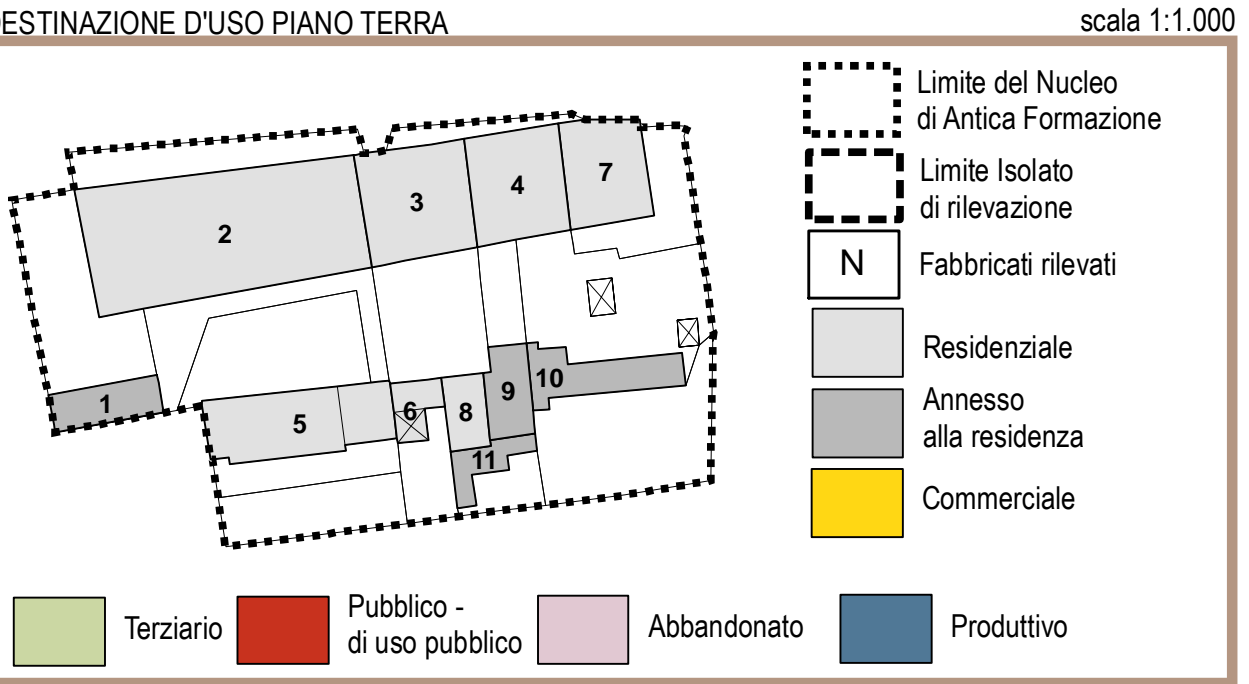 DESTINAZIONE D'USO PIANO TERRA
scala 1:1.000
Limite del Nucleo
di Antica Formazione
Limite Isolato
di rilevazione
N
Fabbricati rilevati
Residenziale
Annesso
alla residenza
Commerciale
7
4
3
2
1
5
6
8
9
10
11
Terziario
Pubblico -
di uso pubblico
Abbandonato
Produttivo